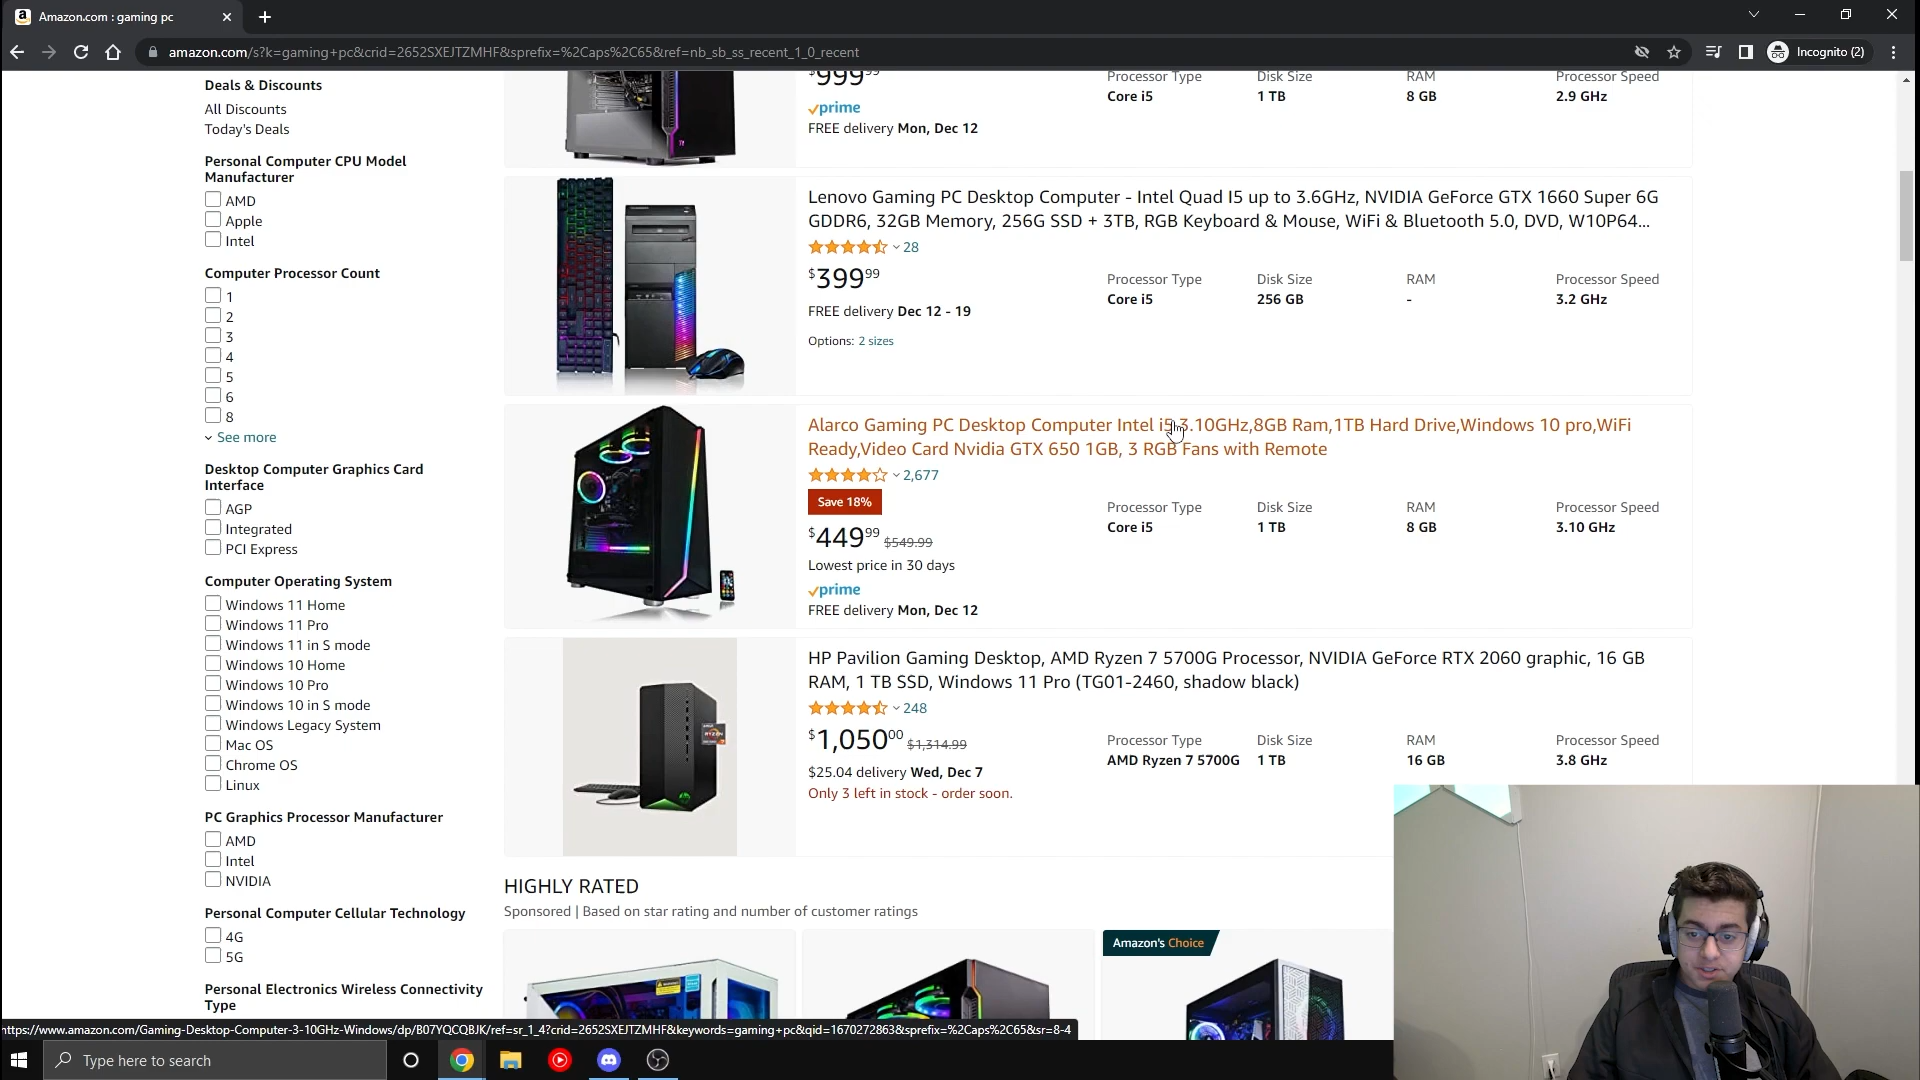 Amazon.com : gaming pc
amazon.com/s?k=gaming+pc&crid=2652SXEJTZMHF&sprefix=%2Caps%2C65&ref=nb_sb_ss_recent_1_0_recent
Incognito (2)
Deals & Discounts
All Discounts
Today's Deals
Personal Computer CPU Model
Manufacturer
AMD
Apple
Intel
Computer Processor Count
1
2
3
4
5
6
8
See more
Desktop Computer Graphics Card
Interface
AGP
Integrated
PCI Express
Computer Operating System
Windows 11 Home
Windows 11 Pro
Windows 11 in S mode
Windows 10 Home
Windows 10 Pro
Windows 10 in S mode
Windows Legacy System
Mac OS
Chrome OS
Linux
PC Graphics Processor Manufacturer
AMD
Intel
NVIDIA
Personal Computer Cellular Technology
4G
5G
Personal Electronics Wireless Connectivity
Type
$999 99
prime
FREE delivery Mon, Dec 12
Processor Type Disk Size RAM Processor Speed
Core i5 1 TB 8 GB 2.9 GHz
Lenovo Gaming PC Desktop Computer - Intel Quad I5 up to 3.6GHz, NVIDIA GeForce GTX 1660 Super 6G
GDDR6, 32GB Memory, 256G SSD + 3TB, RGB Keyboard & Mouse, WiFi & Bluetooth 5.0, DVD, W10P64...
28
$399 99
FREE delivery Dec 12 - 19
Options: 2 sizes
Processor Type Disk Size RAM Processor Speed
Core i5 256 GB - 3.2 GHz
Alarco Gaming PC Desktop Computer Intel i5 3.10GHz,8GB Ram,1TB Hard Drive,Windows 10 pro,WiFi
Ready,Video Card Nvidia GTX 650 1GB, 3 RGB Fans with Remote
2,677
Save 18%
$449 99 $549.99
Lowest price in 30 days
prime
FREE delivery Mon, Dec 12
Processor Type Disk Size RAM Processor Speed
Core i5 1 TB 8 GB 3.10 GHz
HP Pavilion Gaming Desktop, AMD Ryzen 7 5700G Processor, NVIDIA GeForce RTX 2060 graphic, 16 GB
RAM, 1 TB SSD, Windows 11 Pro (TG01-2460, shadow black)
248
$1,050 00 $1,314.99
$25.04 delivery Wed, Dec 7
Only 3 left in stock - order soon.
Processor Type Disk Size RAM Processor Speed
AMD Ryzen 7 5700G 1 TB 16 GB 3.8 GHz
RYZEN
HIGHLY RATED
Sponsored | Based on star rating and number of customer ratings
Amazon's Choice
https://www.amazon.com/Gaming-Desktop-Computer-3-10GHz-Windows/dp/B07YQCQBJK/ref=sr_1_4?crid=2652SXEJTZMHF&keywords=gaming+pc&qid=1670272863&sprefix=%2Caps%2C65&sr=8-4
Type here to search